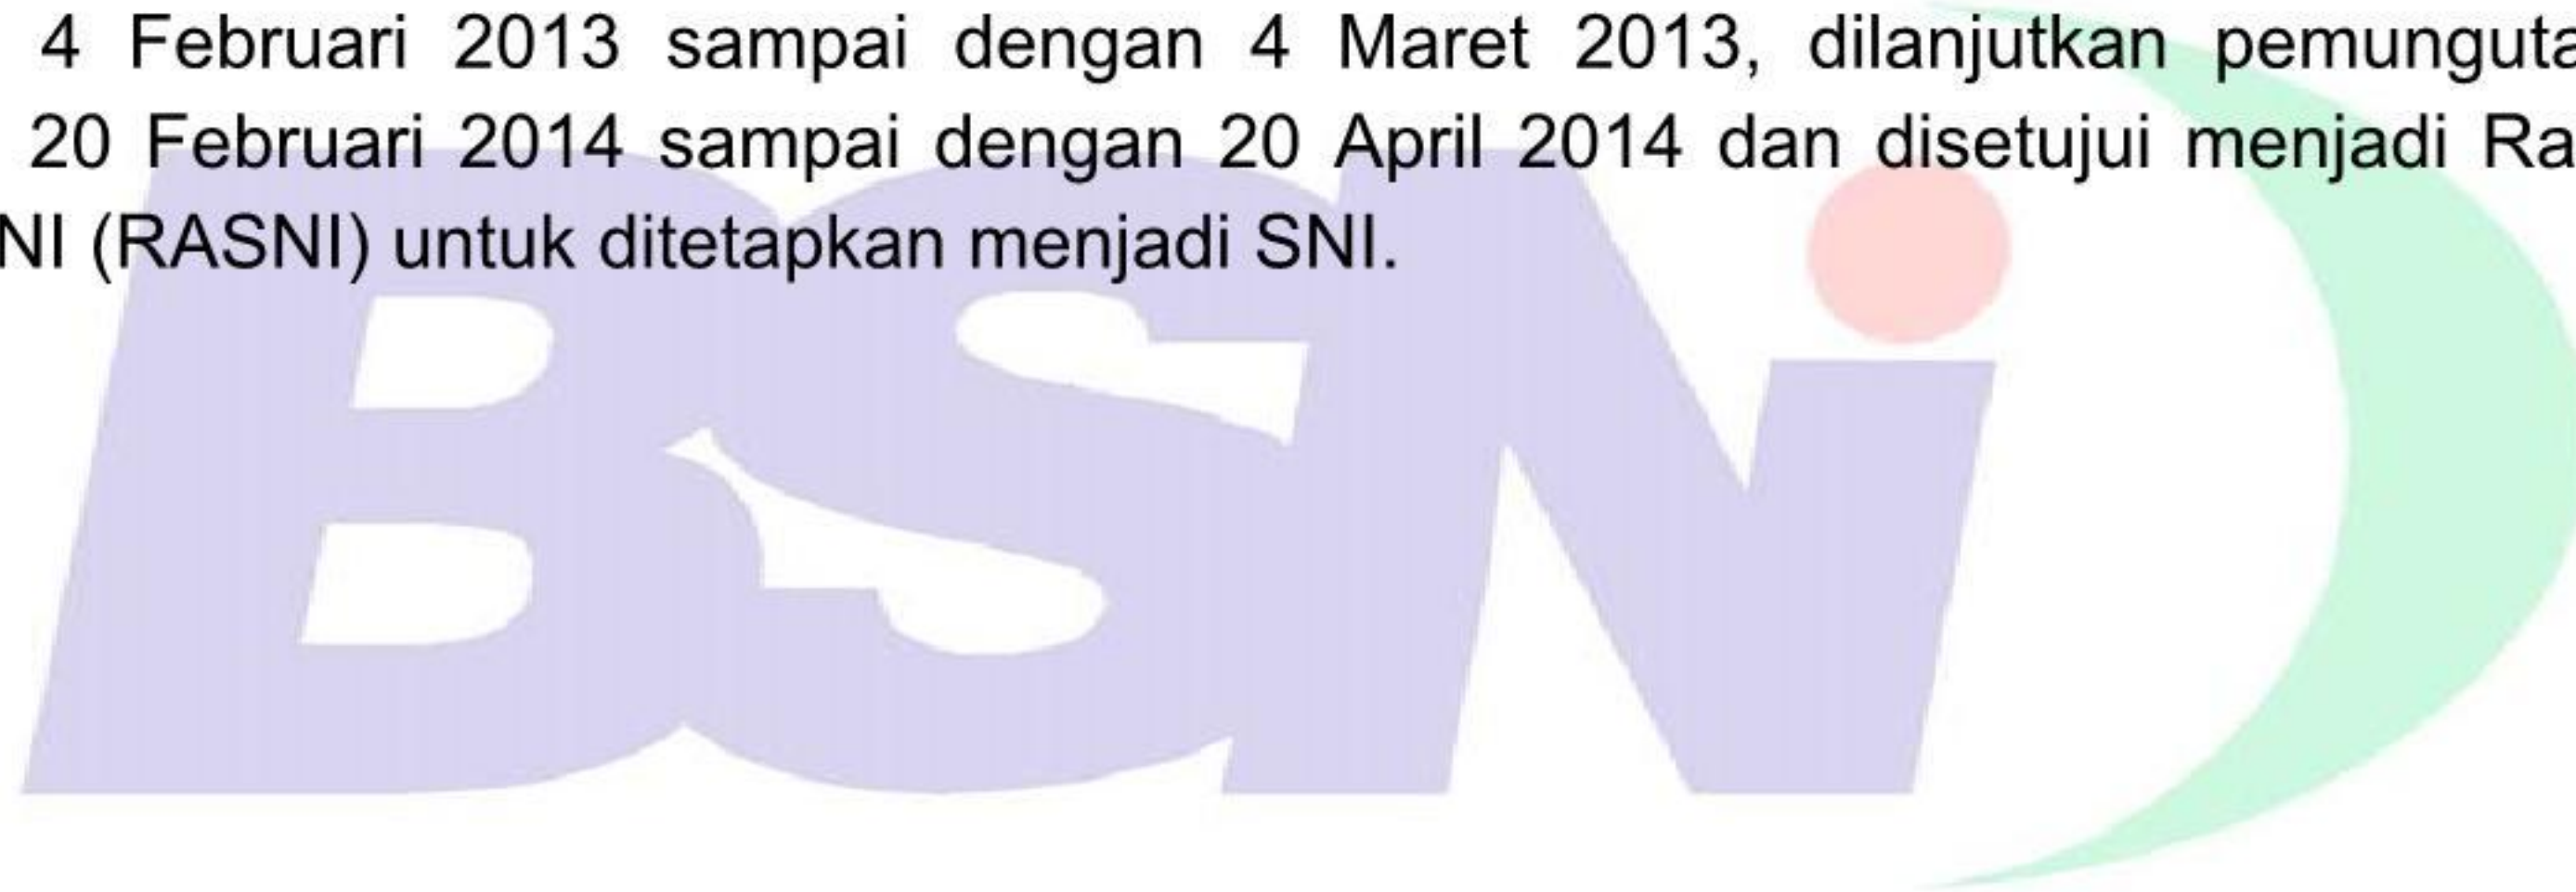 4 Februari 2013 sampai dengan 4 Maret 2013, dilanjutkan pemunguta
20 Februari 2014 sampai dengan 20 April 2014 dan disetujui menjadi Ra
NI (RASNI) untuk ditetapkan menjadi SNI.
BSNi